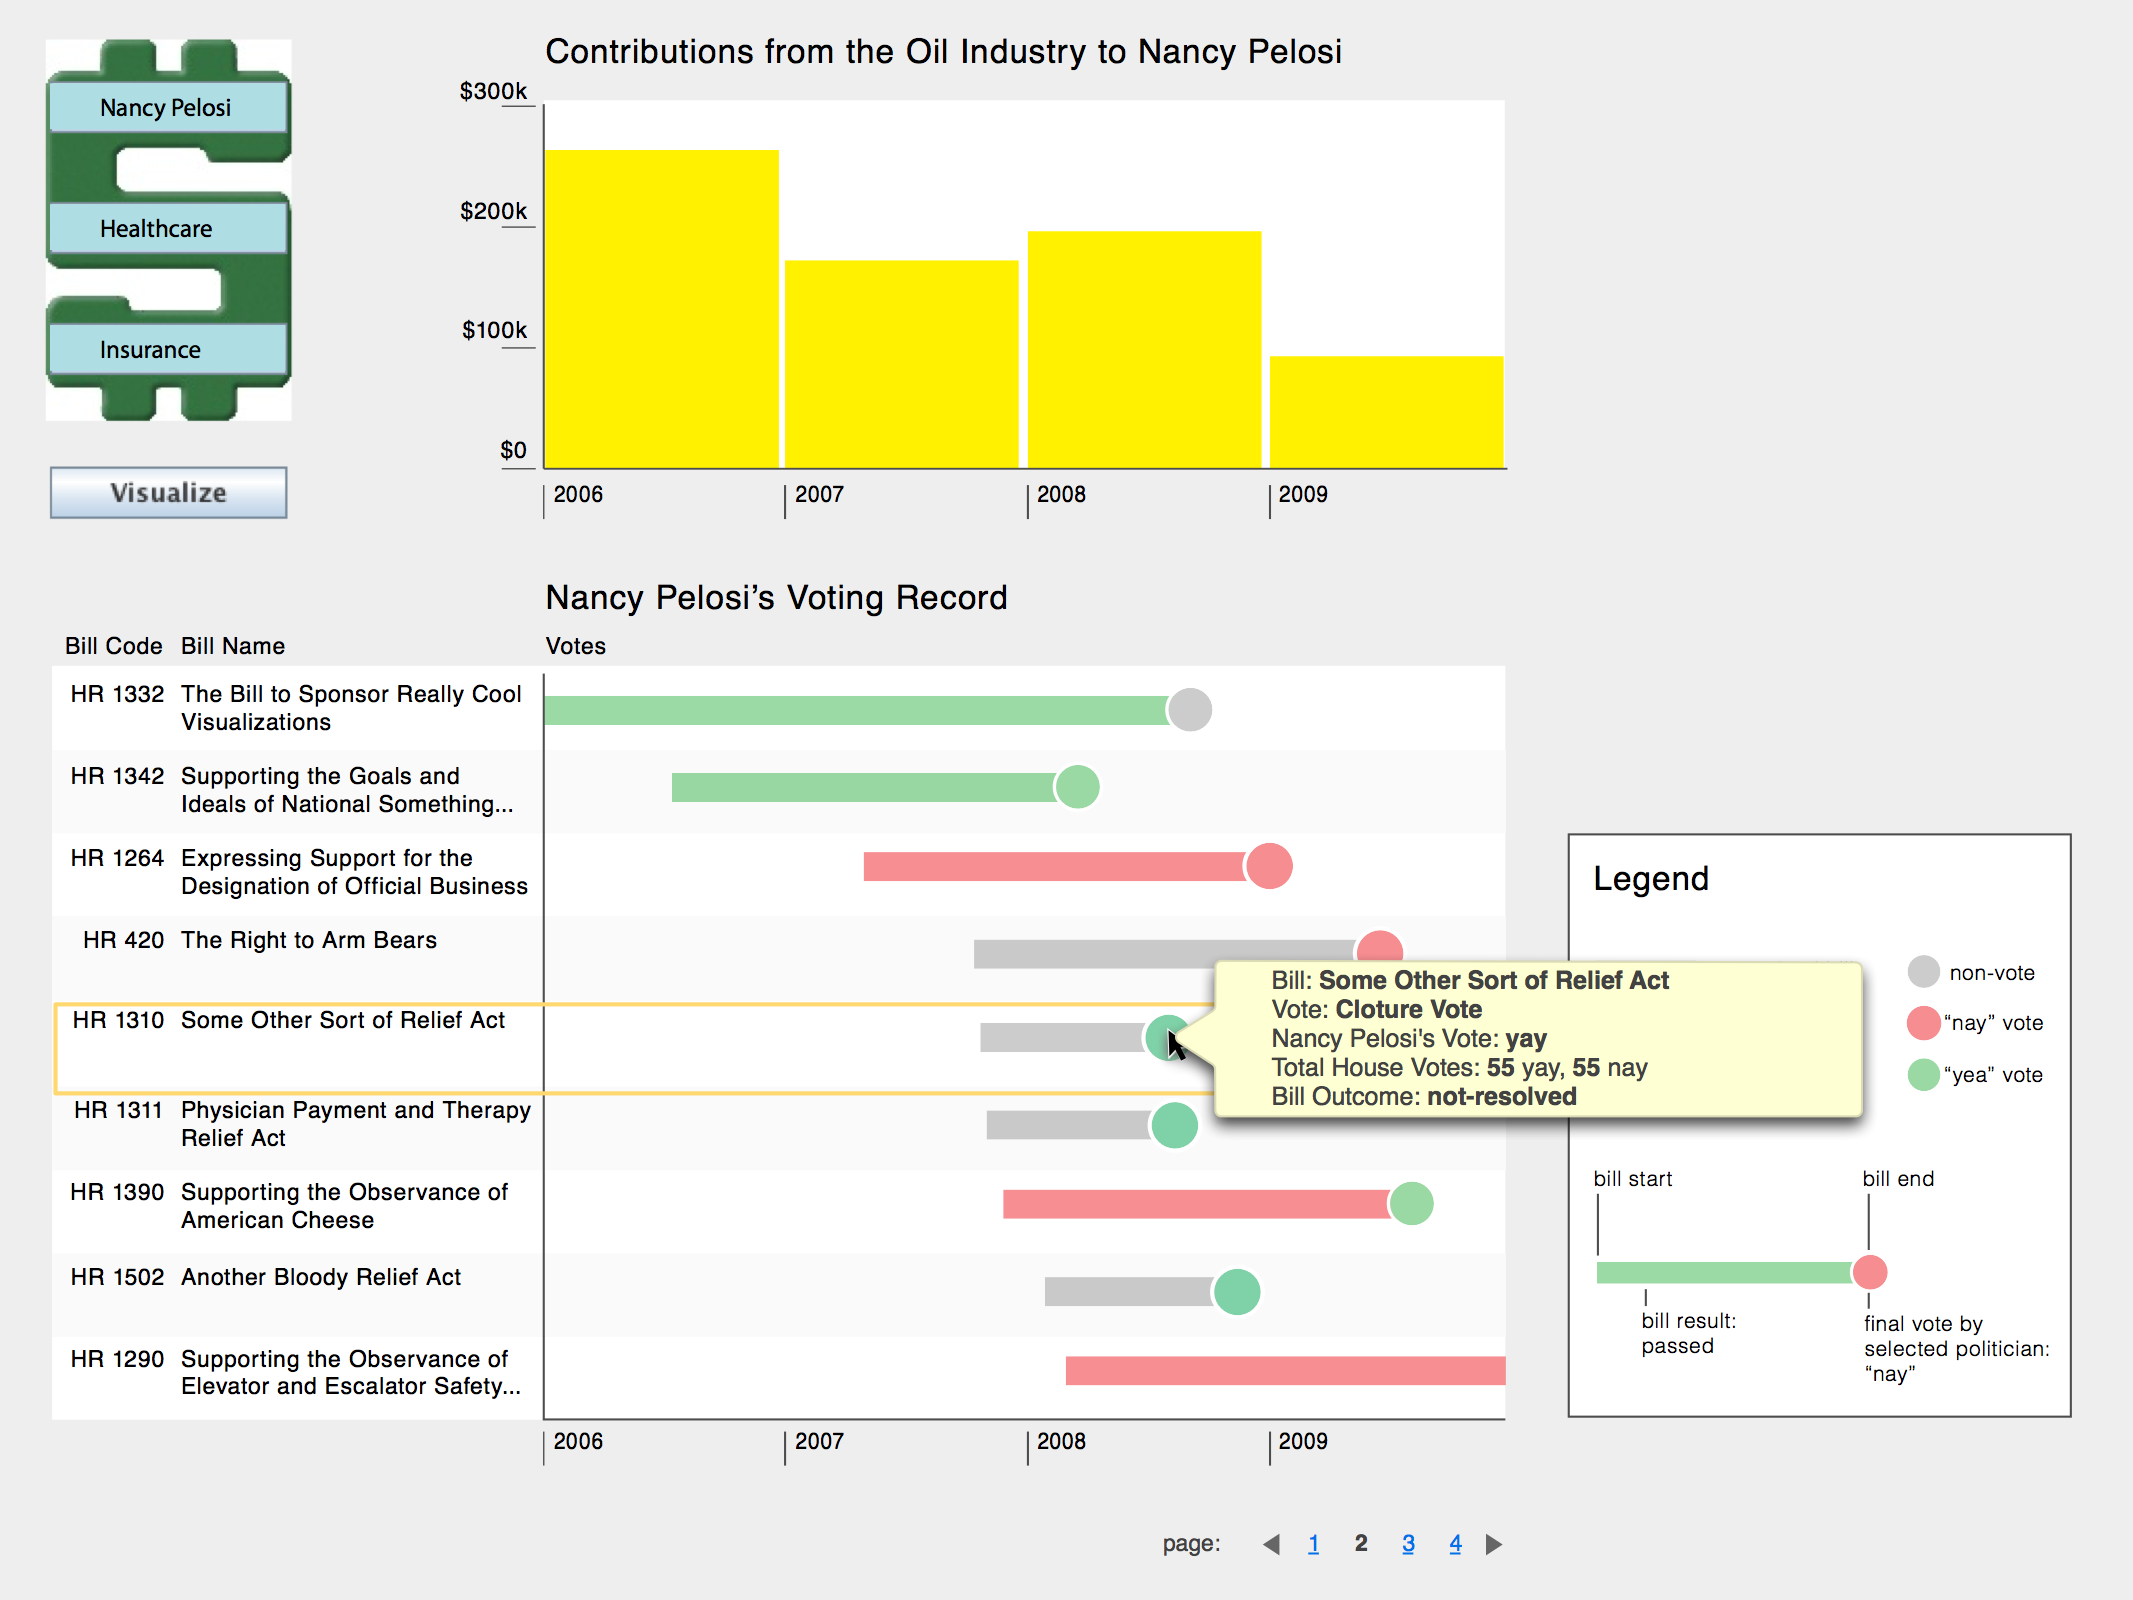 Nancy Pelosi
Healthcare
Insurance
Visualize
Contributions from the Oil Industry to Nancy Pelosi
$300k
$200k
$100k
$0
2006 2007 2008 2009
Nancy Pelosi’s Voting Record
Bill Code Bill Name Votes
HR 1332 The Bill to Sponsor Really Cool
Visualizations
HR 1342 Supporting the Goals and
Ideals of National Something...
HR 1264 Expressing Support for the
Designation of Official Business
HR 420 The Right to Arm Bears
HR 1310 Some Other Sort of Relief Act
HR 1311 Physician Payment and Therapy
Relief Act
HR 1390 Supporting the Observance of
American Cheese
HR 1502 Another Bloody Relief Act
HR 1290 Supporting the Observance of
Elevator and Escalator Safety...
2006 2007 2008 2009
Bill: Some Other Sort of Relief Act
Vote: Cloture Vote
Nancy Pelosi's Vote: yay
Total House Votes: 55 yay, 55 nay
Bill Outcome: not-resolved
Legend
non-vote
“nay” vote
“yea” vote
bill start
bill end
bill result:
passed
final vote by
selected politician:
“nay”
page: 1 2 3 4